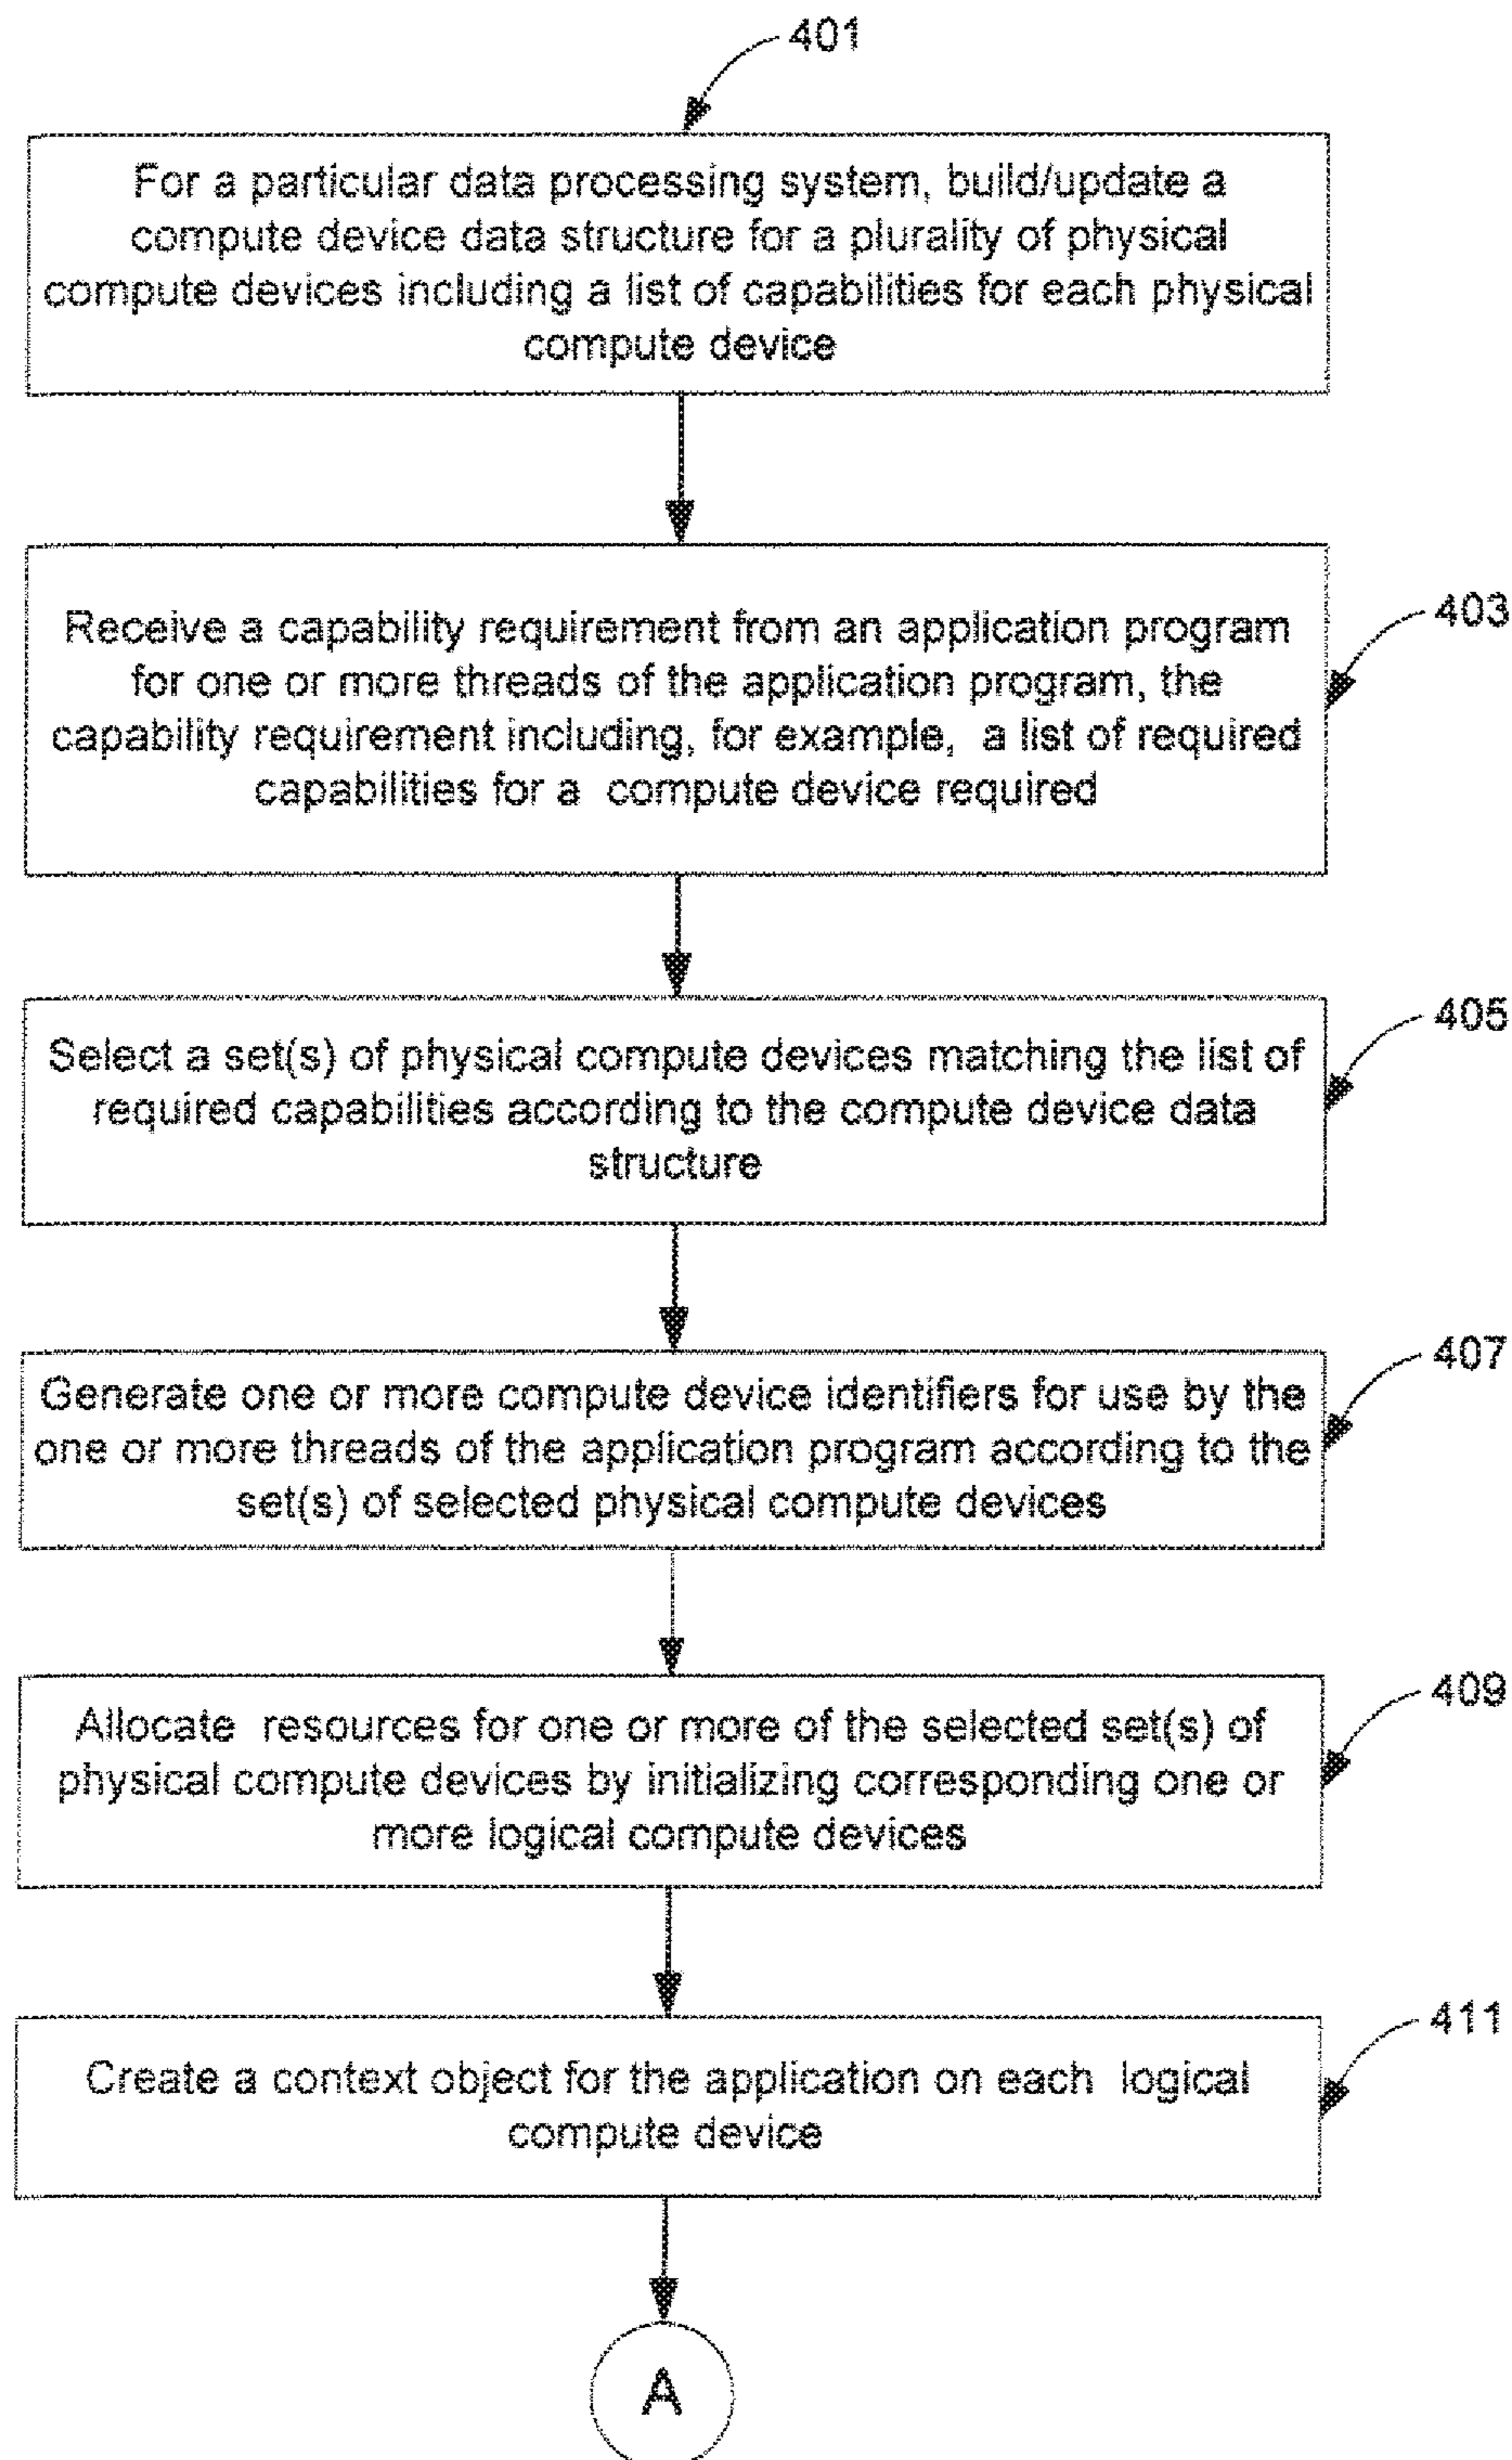 401
For a particular data processing system, build/update a
compute device data structure for a plurality of physical
compute devices including a list of capabilities for each physical
compute device
403
Receive a capability requirement from an application program
for one or more threads of the application program, the
capability requirement including, for example, a list of required
capabilities for a compute device required
405
Select a set(s) of physical compute devices matching the list of
required capabilities according to the compute device data
structure
407
Generate one or more compute device identifiers for use by the
one or more threads of the application program according to the
set(s) of selected physical compute devices
409
Allocate resources for one or more of the selected set(s) of
physical compute devices by initializing corresponding one or
more logical compute devices
411
Create a context object for the application on each logical
compute device
A